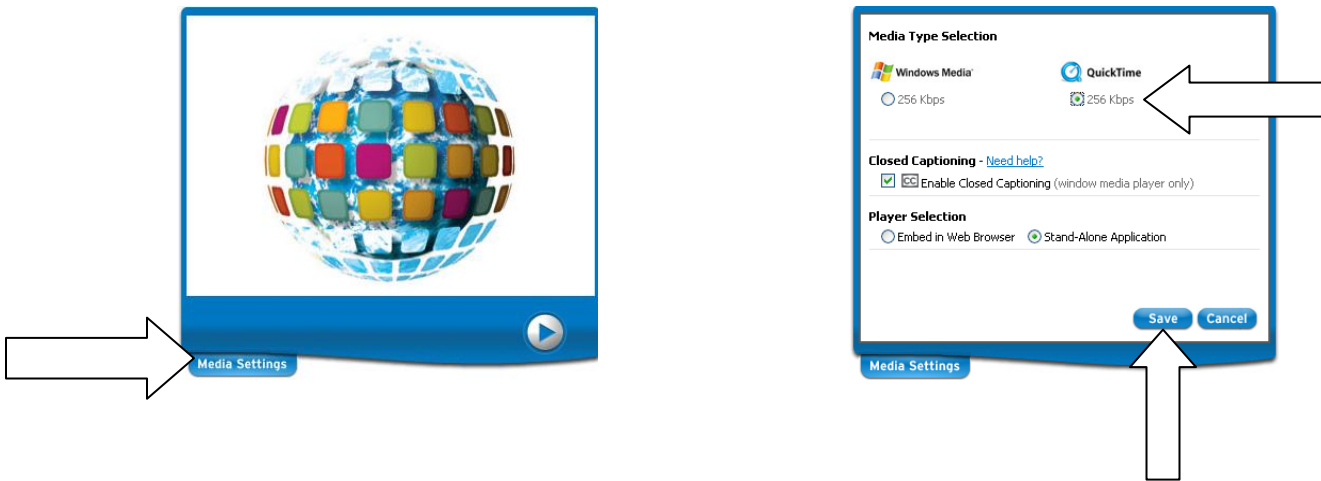 Media Settings
Media Type Selection
Windows Media® QuickTime
256 Kbps 256 Kbps
Closed Captioning - Need help?
CC Enable Closed Captioning (window media player only)
Player Selection
Embed in Web Browser Stand-Alone Application
Save Cancel
Media Settings